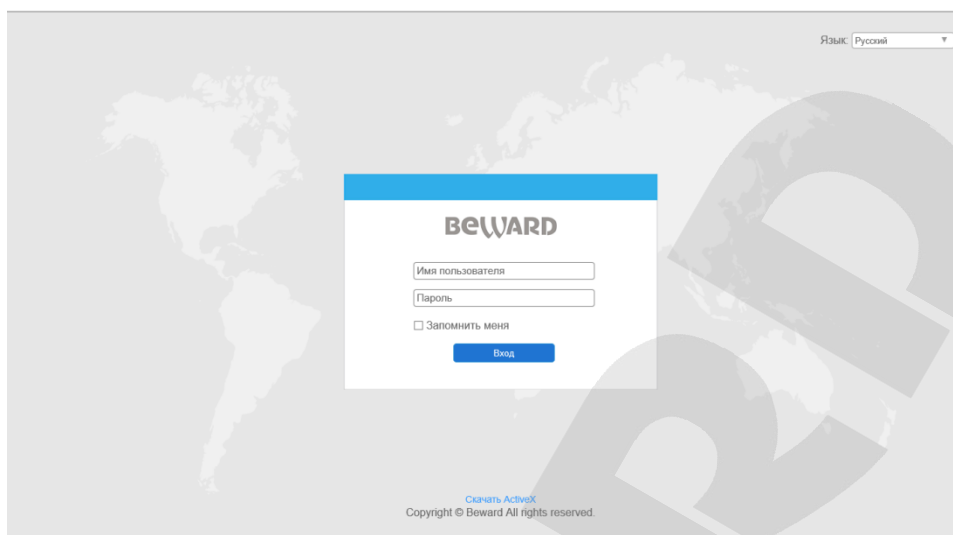 Язык: Русский
BEWARD
Имя пользователя
Пароль
Запомнить меня
Вход
Скачать ActiveX
Copyright © Beward All rights reserved.